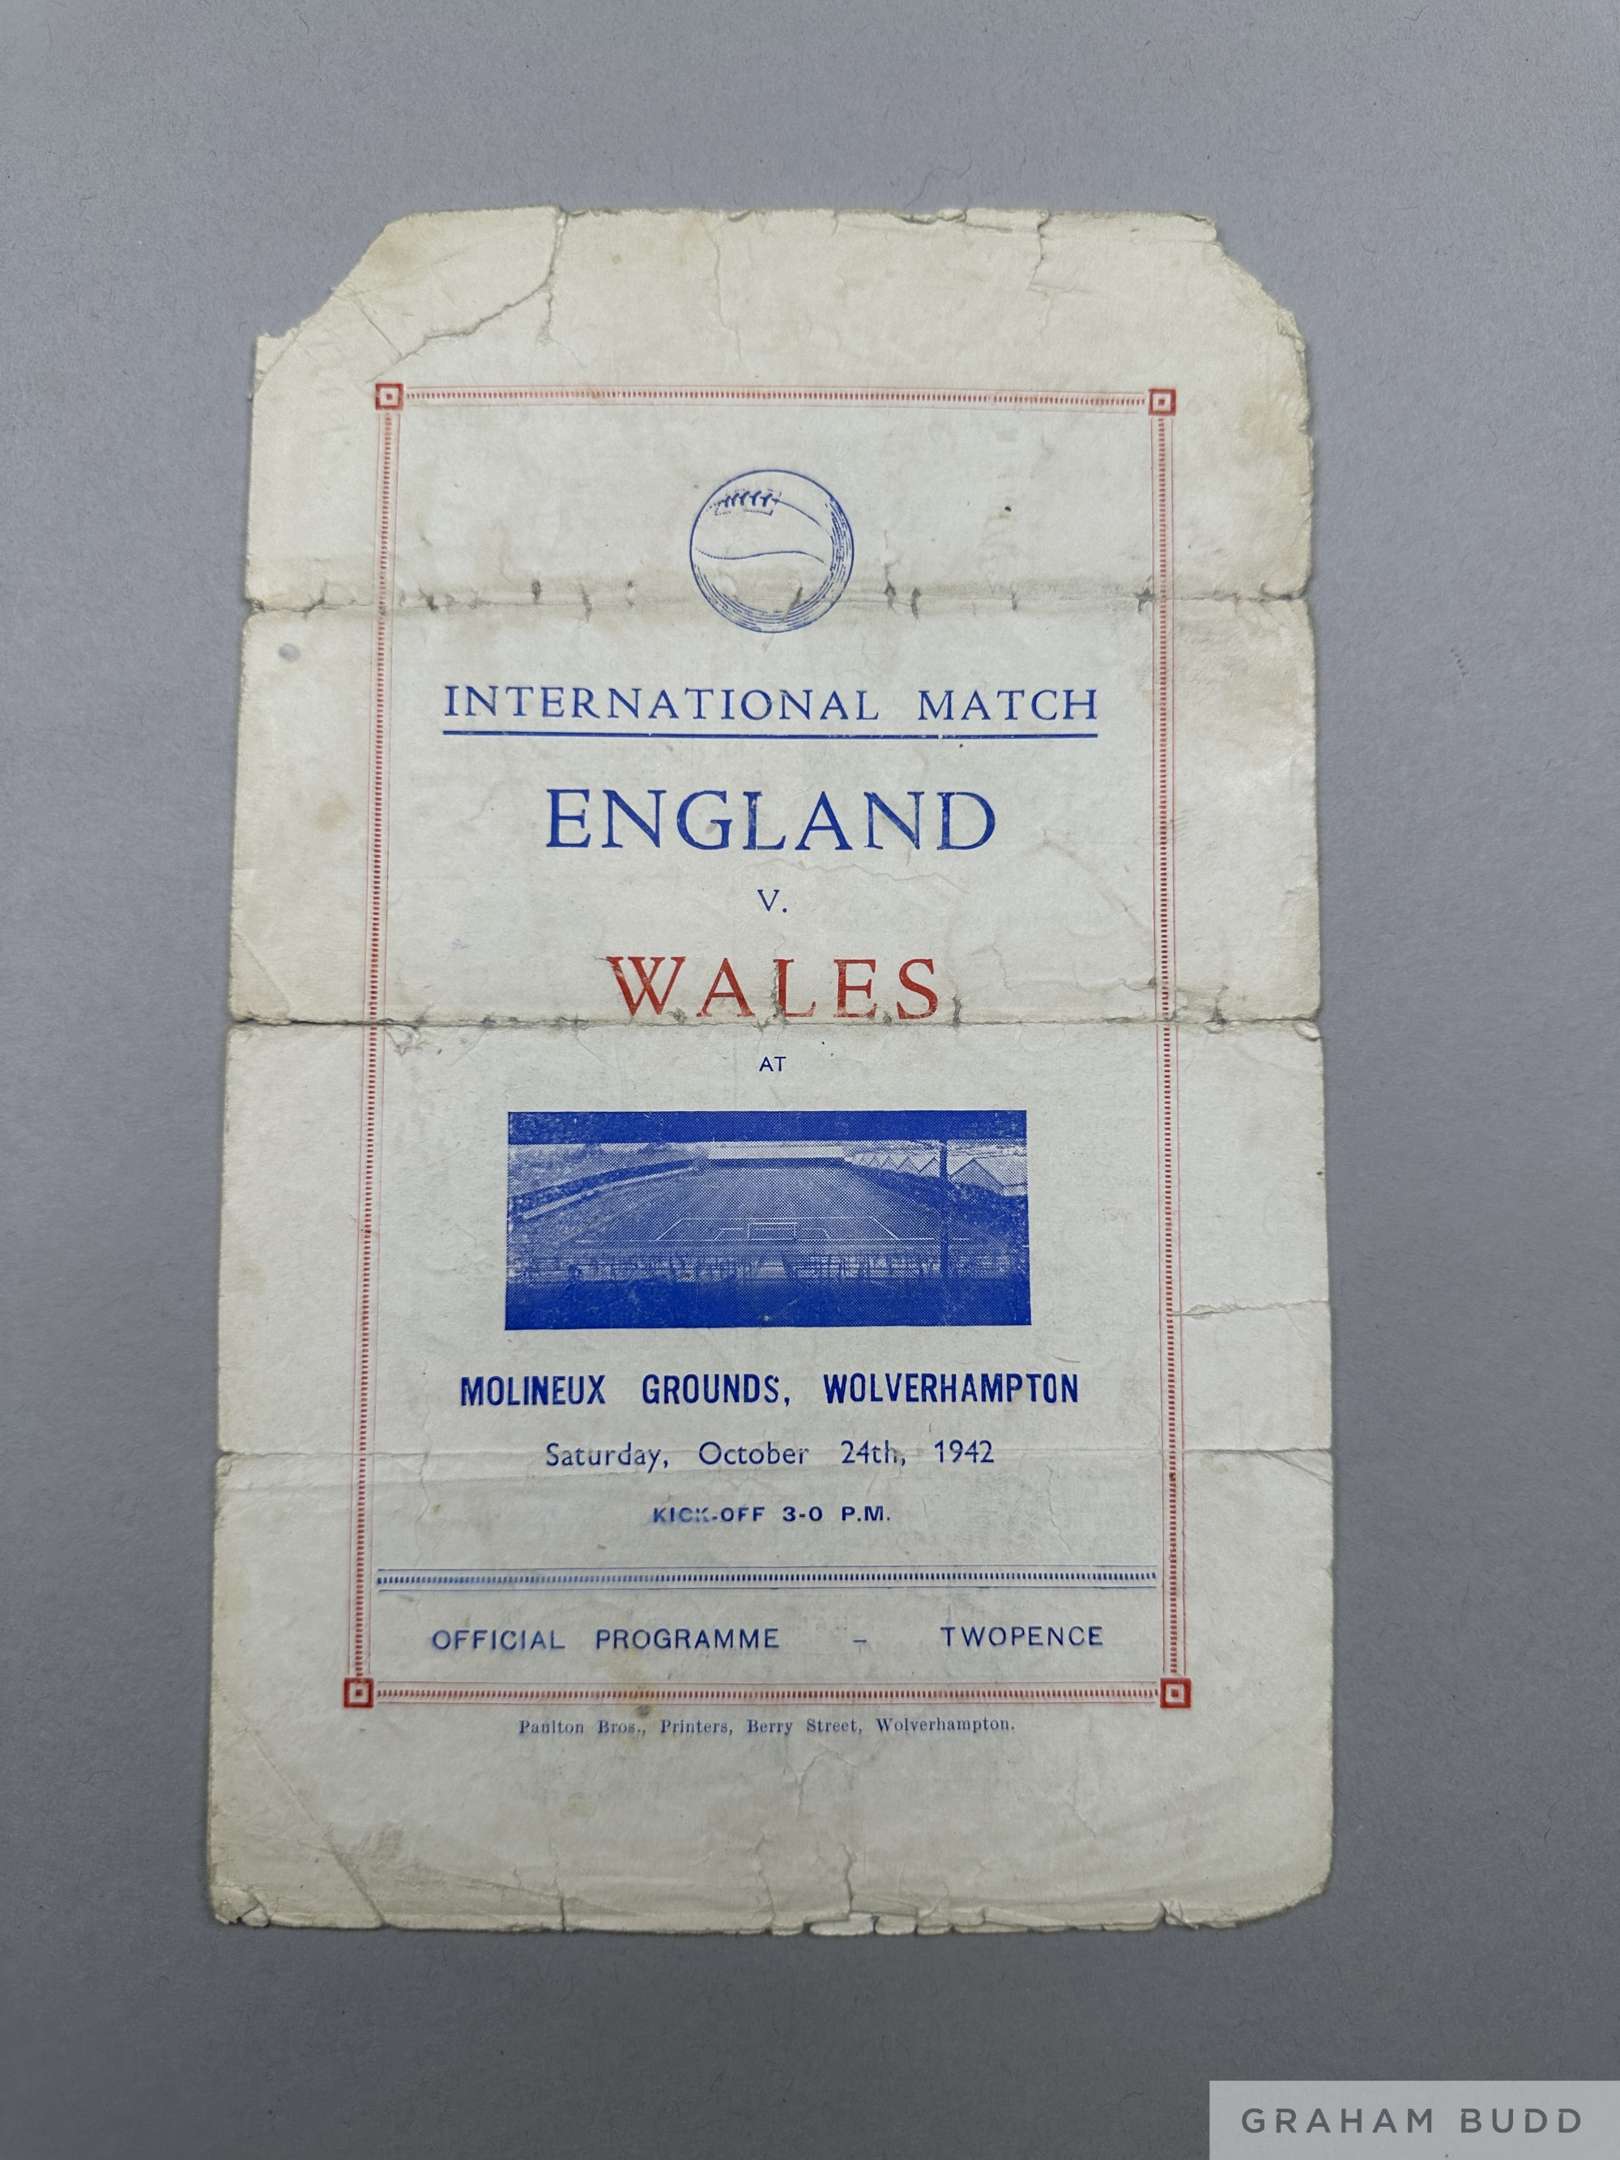 INTERNATIONAL MATCH
ENGLAND
V.
WALES
AT
MOLINEUX GROUNDS, WOLVERHAMPTON
Saturday, October 24th, 1942
KICK-OFF 3-0 P.M.
OFFICIAL PROGRAMME - TWOPENCE
Paulton Bros., Printers, Berry Street, Wolverhampton.
GRAHAM BUDD